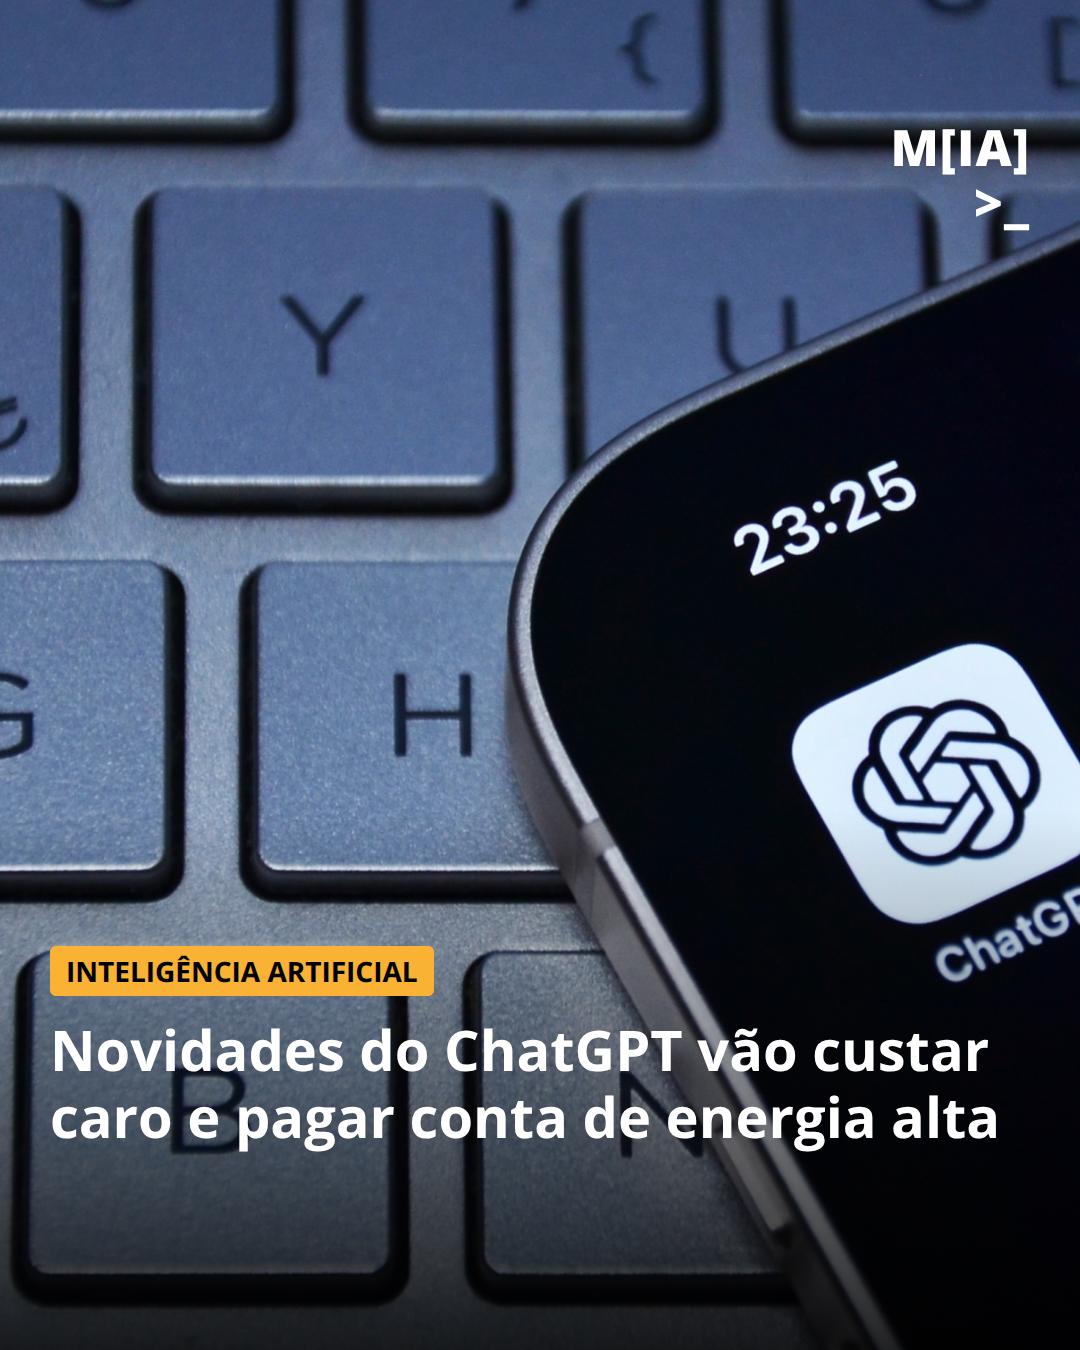 {
M[IA]
>_
Y
U
23:25
G
H
ChatGP
INTELIGÊNCIA ARTIFICIAL
Novidades do ChatGPT vão custar
caro e pagar conta de energia alta
B
N